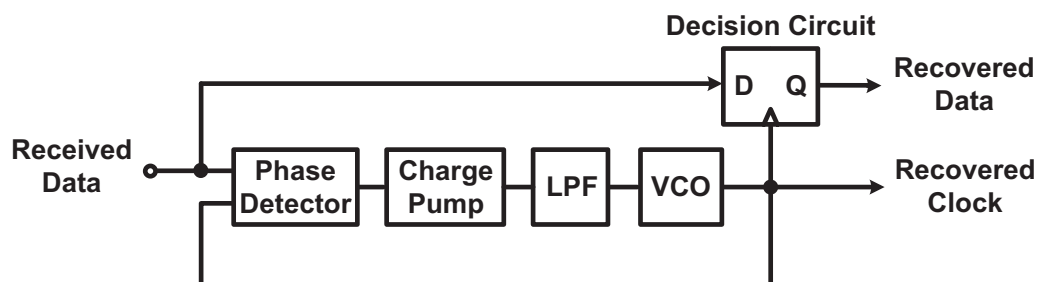 Decision Circuit
D Q
Recovered
Data
Received
Data
Phase
Detector
Charge
Pump
LPF
VCO
Recovered
Clock